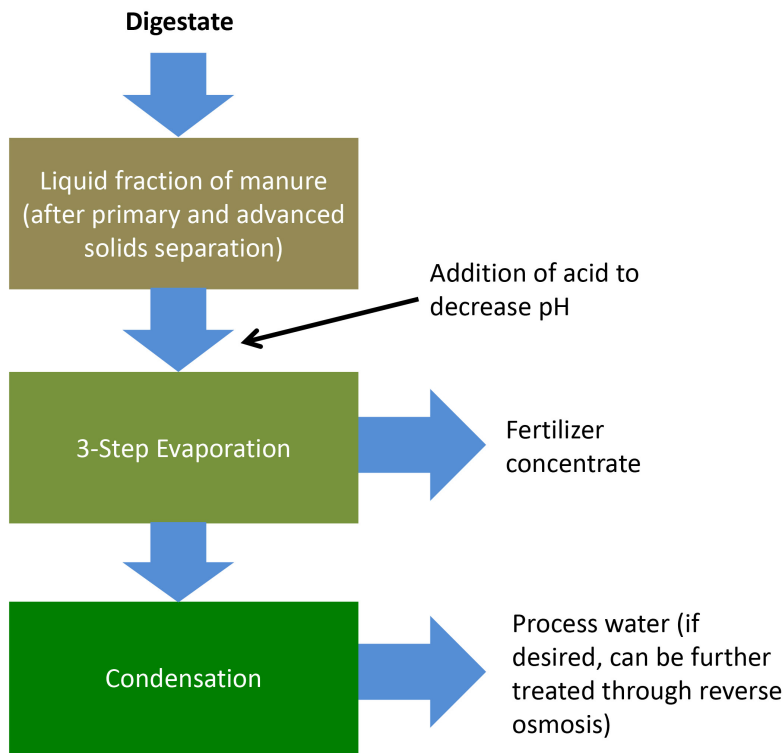 Digestate
Liquid fraction of manure
(after primary and advanced
solids separation)
Addition of acid to
decrease pH
3-Step Evaporation
Fertilizer
concentrate
Condensation
Process water (if
desired, can be further
treated through reverse
osmosis)